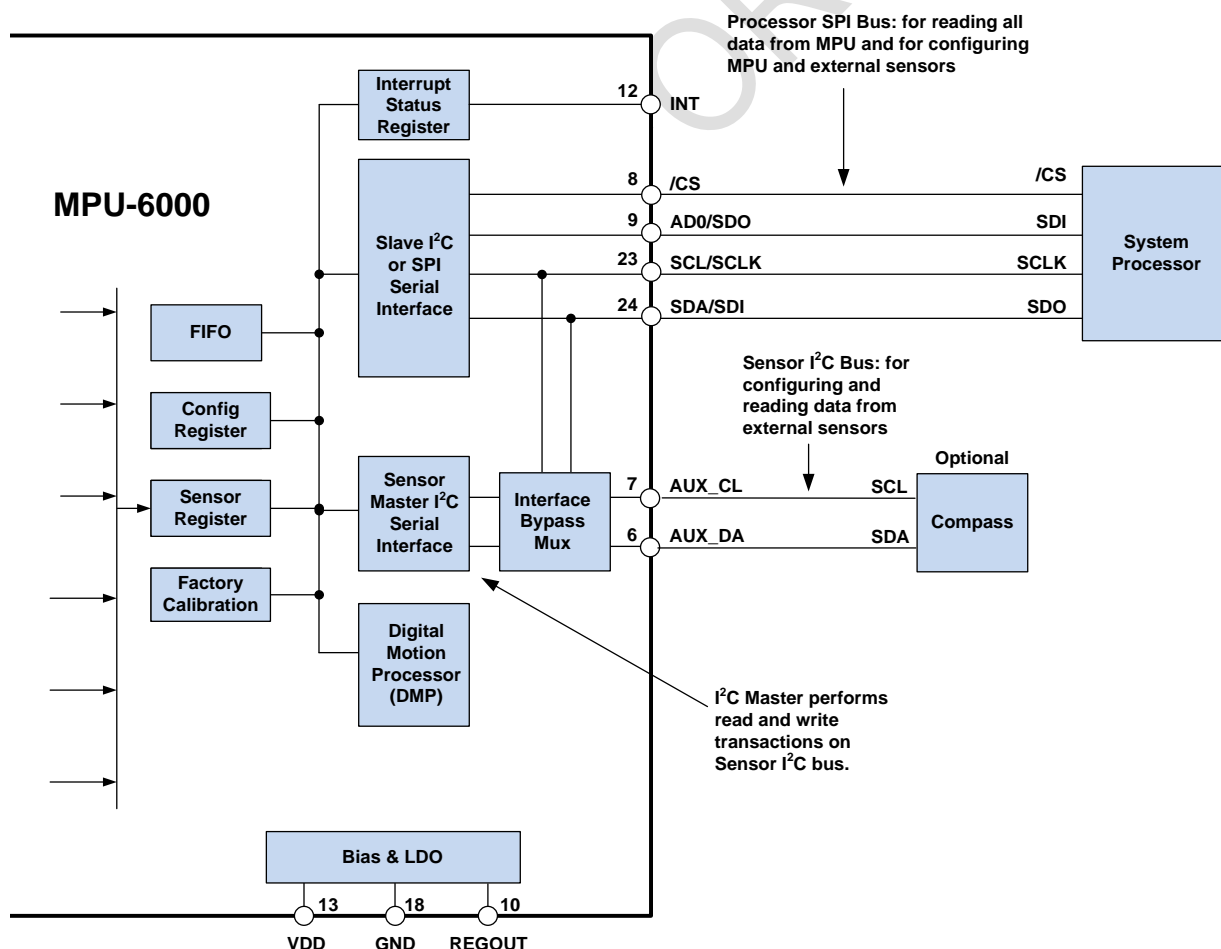 Processor SPI Bus: for reading all
data from MPU and for configuring
MPU and external sensors
Interrupt
Status
Register
12
INT
MPU-6000
Slave I²C
or SPI
Serial
Interface
8
/CS
/CS
9
AD0/SDO
SDI
23
SCL/SCLK
SCLK
24
SDA/SDI
SDO
System
Processor
FIFO
Config
Register
Sensor
Register
Factory
Calibration
Sensor I²C Bus: for
configuring and
reading data from
external sensors
Sensor
Master I²C
Serial
Interface
Interface
Bypass
Mux
7
AUX_CL
SCL
6
AUX_DA
SDA
Optional
Compass
Digital
Motion
Processor
(DMP)
I²C Master performs
read and write
transactions on
Sensor I²C bus.
Bias & LDO
13
18
10
VDD
GND
REGOUT